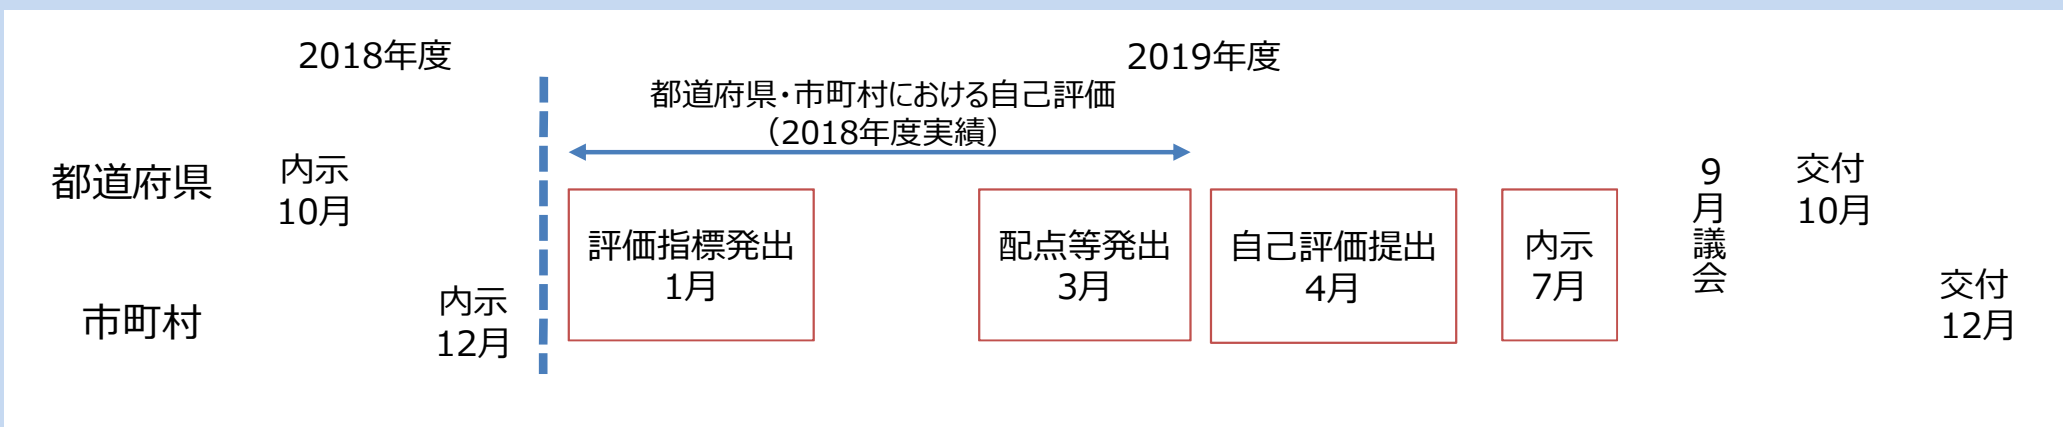 2018年度
2019年度
都道府県・市町村における自己評価
（2018年度実績）
都道府県
内示
10月
市町村
内示
12月
評価指標発出
1月
配点等発出
3月
自己評価提出
4月
内示
7月
9月議会
交付
10月
交付
12月